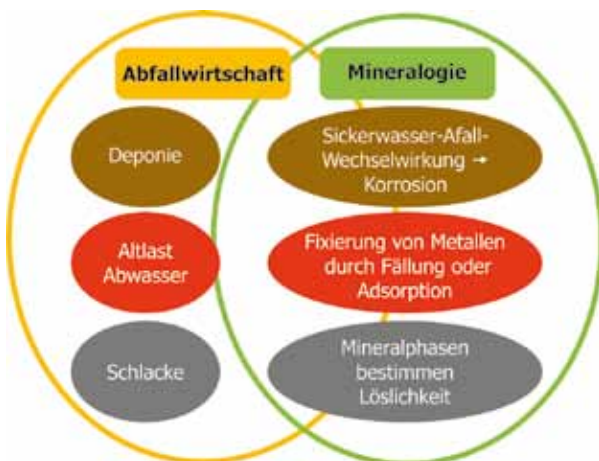 Abfallwirtschaft
Mineralogie
Deponie
Sickerwasser-Afall-
Wechselwirkung →
Korrosion
Altlast
Abwasser
Fixierung von Metallen
durch Fällung oder
Adsorption
Schlacke
Mineralphasen
bestimmen
Löslichkeit